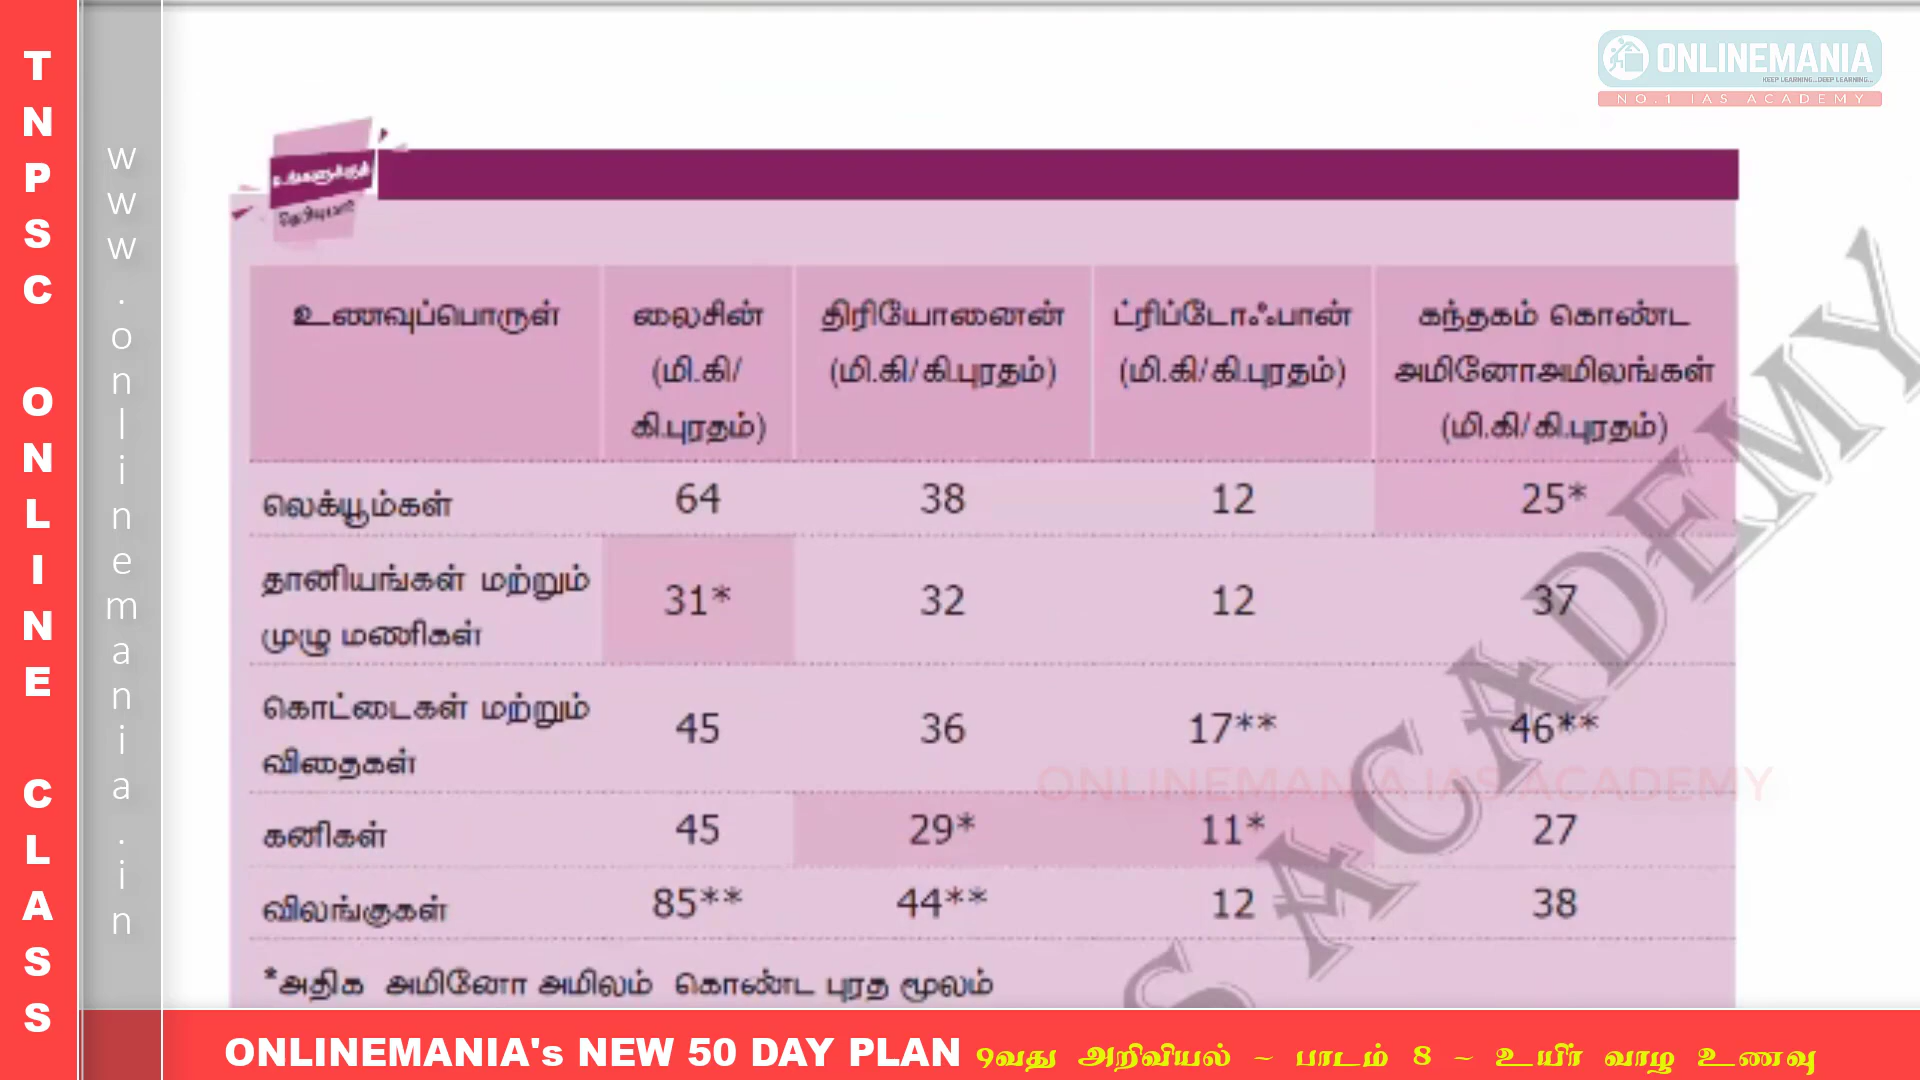 TNPSC ONLINE CLASS
www.onlinemania.in
ONLINEMANIA
KEEP LEARNING...DEEP LEARNING...
NO.1 IAS ACADEMY
உங்களுக்குத்
தெரியுமா?
உணவுப்பொருள் லைசின் (மி.கி/ கி.புரதம்) திரியோனைன் (மி.கி/கி.புரதம்) ட்ரிப்டோஃபான் (மி.கி/கி.புரதம்) கந்தகம் கொண்ட அமினோஅமிலங்கள் (மி.கி/கி.புரதம்)
லெக்யூம்கள் 64 38 12 25*
தானியங்கள் மற்றும் முழு மணிகள் 31* 32 12 37
கொட்டைகள் மற்றும் விதைகள் 45 36 17** 46**
கனிகள் 45 29* 11* 27
விலங்குகள் 85** 44** 12 38
*அதிக அமினோ அமிலம் கொண்ட புரத மூலம்
ONLINEMANIA IAS ACADEMY
S ACADEMY
ONLINEMANIA's NEW 50 DAY PLAN 9வது அறிவியல் ~ பாடம் 8 ~ உயிர் வாழ உணவு